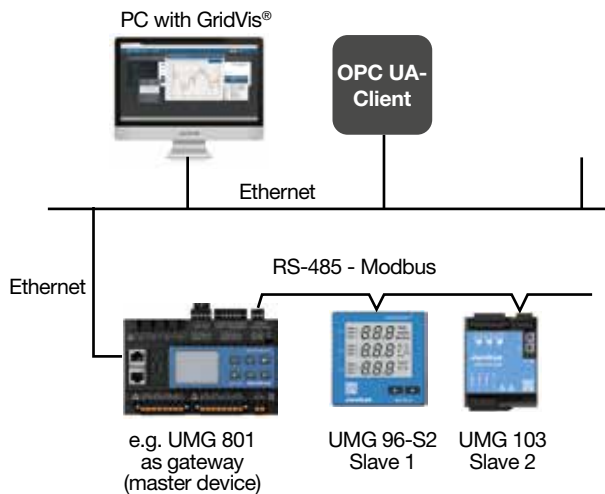 PC with GridVis®
OPC UA-
Client
Ethernet
RS-485 - Modbus
Ethernet
e.g. UMG 801
as gateway
(master device)
UMG 96-S2
Slave 1
UMG 103
Slave 2